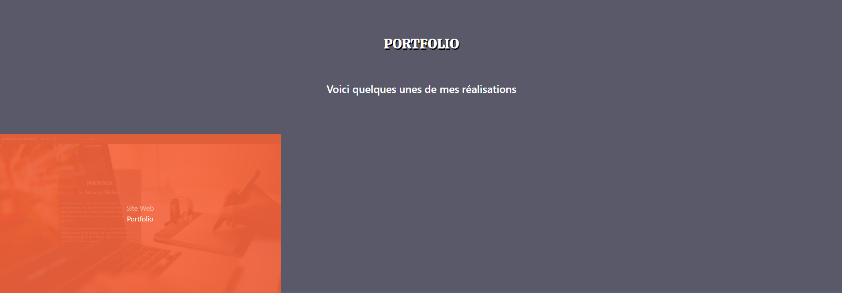 PORTFOLIO
Voici quelques unes de mes réalisations
Site Web
Portfolio